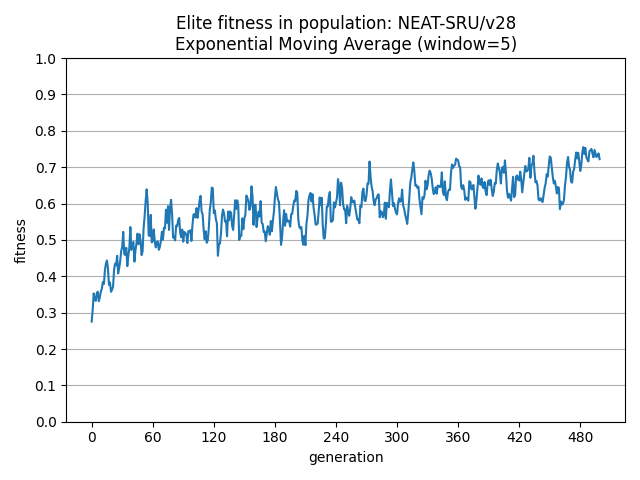 Elite fitness in population: NEAT-SRU/v28
Exponential Moving Average (window=5)
1.0
0.9
0.8
0.7
0.6
0.5
0.4
0.3
0.2
0.1
0.0
fitness
0 60 120 180 240 300 360 420 480
generation